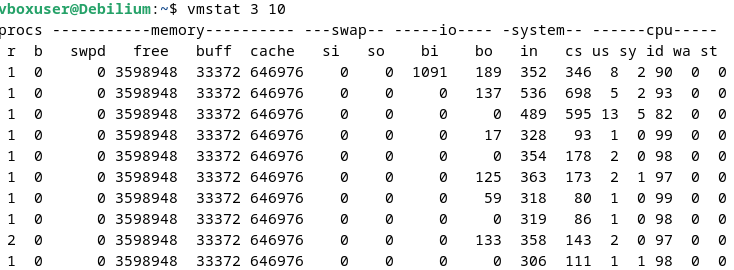 vboxuser@Debilium:~$ vmstat 3 10
procs -----------memory---------- ---swap-- -----io---- -system-- ------cpu-----
 r  b   swpd   free   buff  cache   si   so    bi    bo   in   cs us sy id wa st
 1  0      0 3598948  33372 646976    0    0  1091   189  352  346  8  2 90  0  0
 1  0      0 3598948  33372 646976    0    0     0   137  536  698  5  2 93  0  0
 1  0      0 3598948  33372 646976    0    0     0     0  489  595 13  5 82  0  0
 1  0      0 3598948  33372 646976    0    0     0    17  328   93  1  0 99  0  0
 1  0      0 3598948  33372 646976    0    0     0     0  354  178  2  0 98  0  0
 1  0      0 3598948  33372 646976    0    0     0   125  363  173  2  1 97  0  0
 1  0      0 3598948  33372 646976    0    0     0    59  318   80  1  0 99  0  0
 1  0      0 3598948  33372 646976    0    0     0     0  319   86  1  0 98  0  0
 2  0      0 3598948  33372 646976    0    0     0   133  358  143  2  0 97  0  0
 1  0      0 3598948  33372 646976    0    0     0     0  306  111  1  1 98  0  0